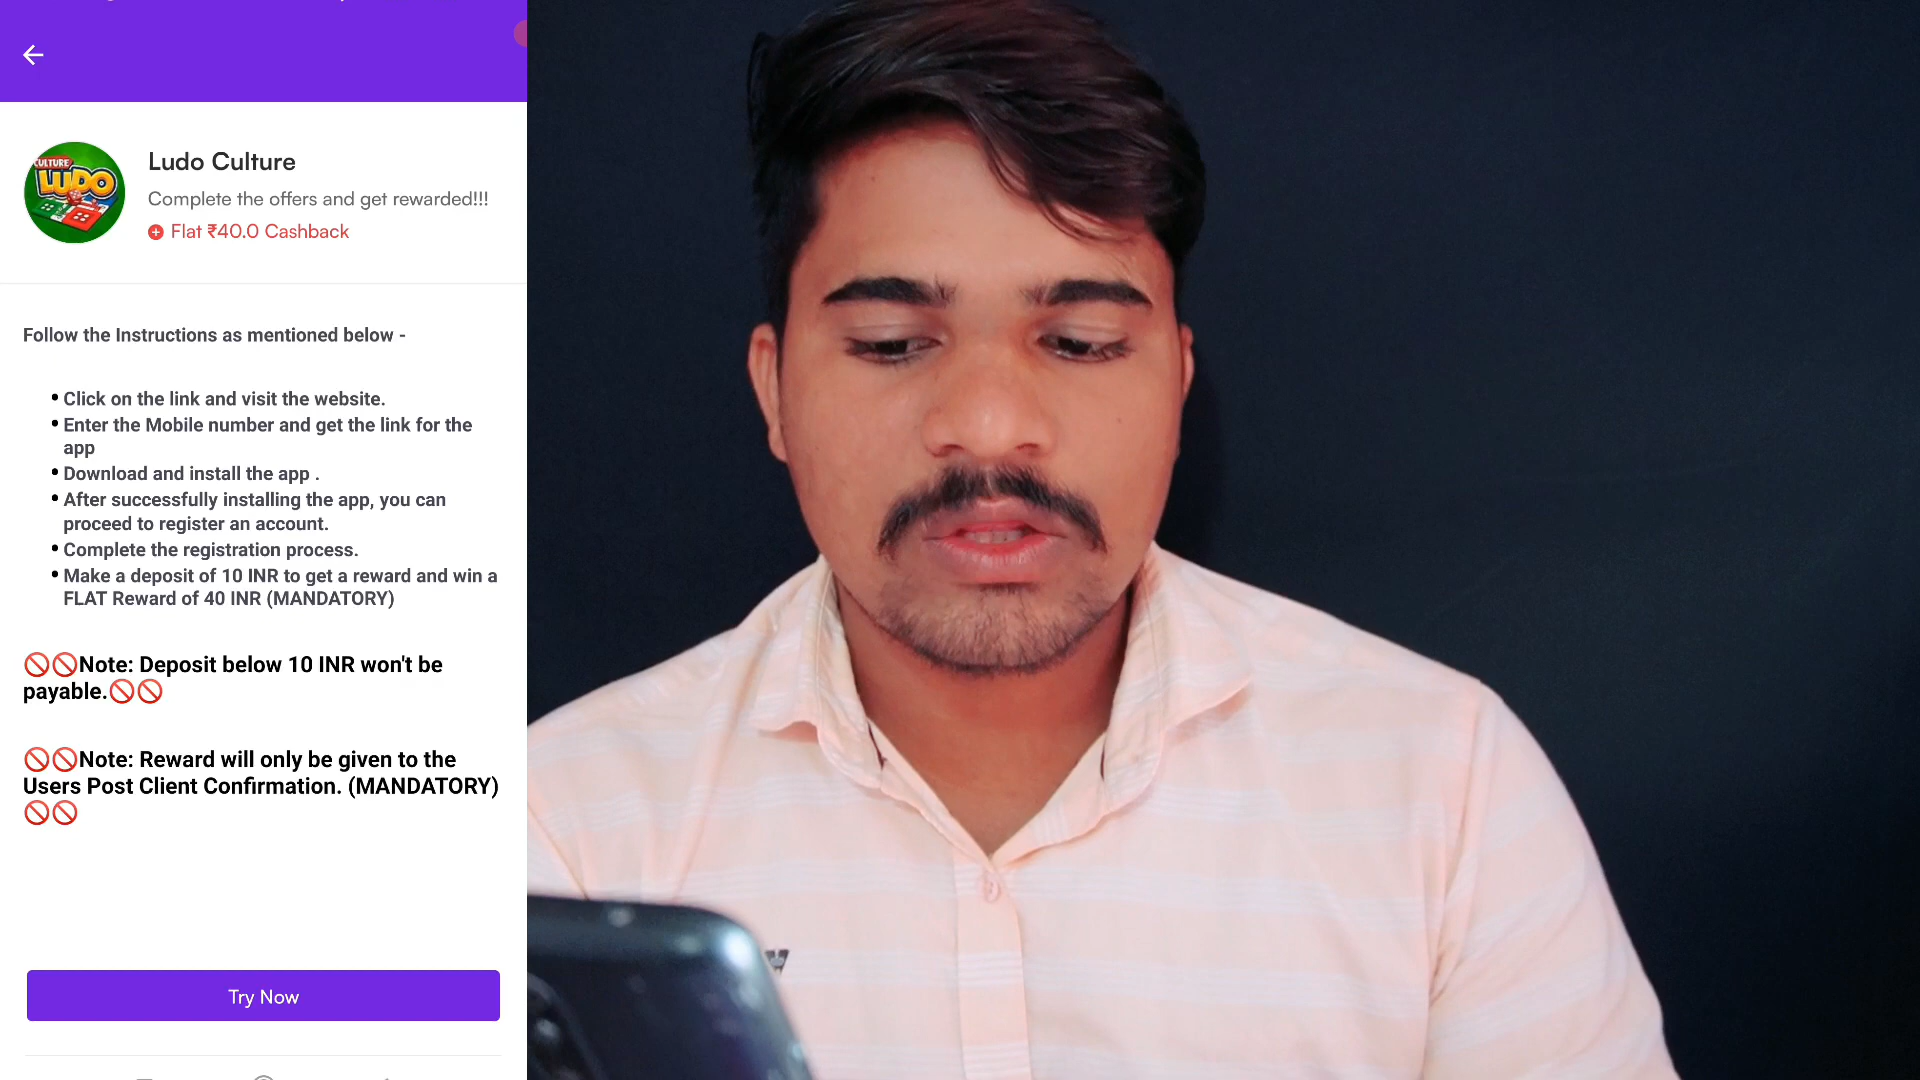 Ludo Culture
CULTURE
LUDO
Complete the offers and get rewarded!!!
Flat ₹40.0 Cashback
Follow the Instructions as mentioned below -
• Click on the link and visit the website.
• Enter the Mobile number and get the link for the
app
• Download and install the app .
• After successfully installing the app, you can
proceed to register an account.
• Complete the registration process.
• Make a deposit of 10 INR to get a reward and win a
FLAT Reward of 40 INR (MANDATORY)
🚫🚫Note: Deposit below 10 INR won't be
payable.🚫🚫
🚫🚫Note: Reward will only be given to the
Users Post Client Confirmation. (MANDATORY)
🚫🚫
Try Now